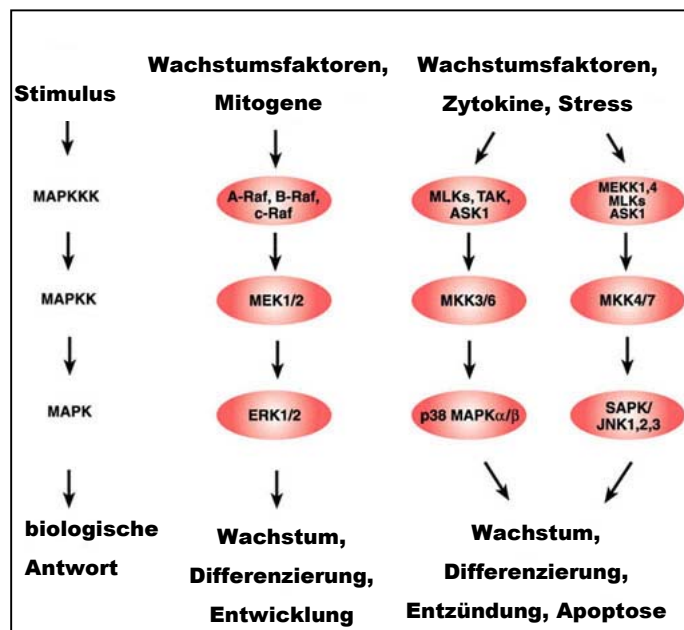 Stimulus
MAPKKK
MAPKK
MAPK
biologische
Antwort
Wachstumsfaktoren,
Mitogene
A-Raf, B-Raf,
c-Raf
MEK1/2
ERK1/2
Wachstum,
Differenzierung,
Entwicklung
Wachstumsfaktoren,
Zytokine, Stress
MLKs, TAK,
ASK1
MKK3/6
p38 MAPKα/β
MEKK1,4
MLKs
ASK1
MKK4/7
SAPK/
JNK1,2,3
Wachstum,
Differenzierung,
Entzündung, Apoptose